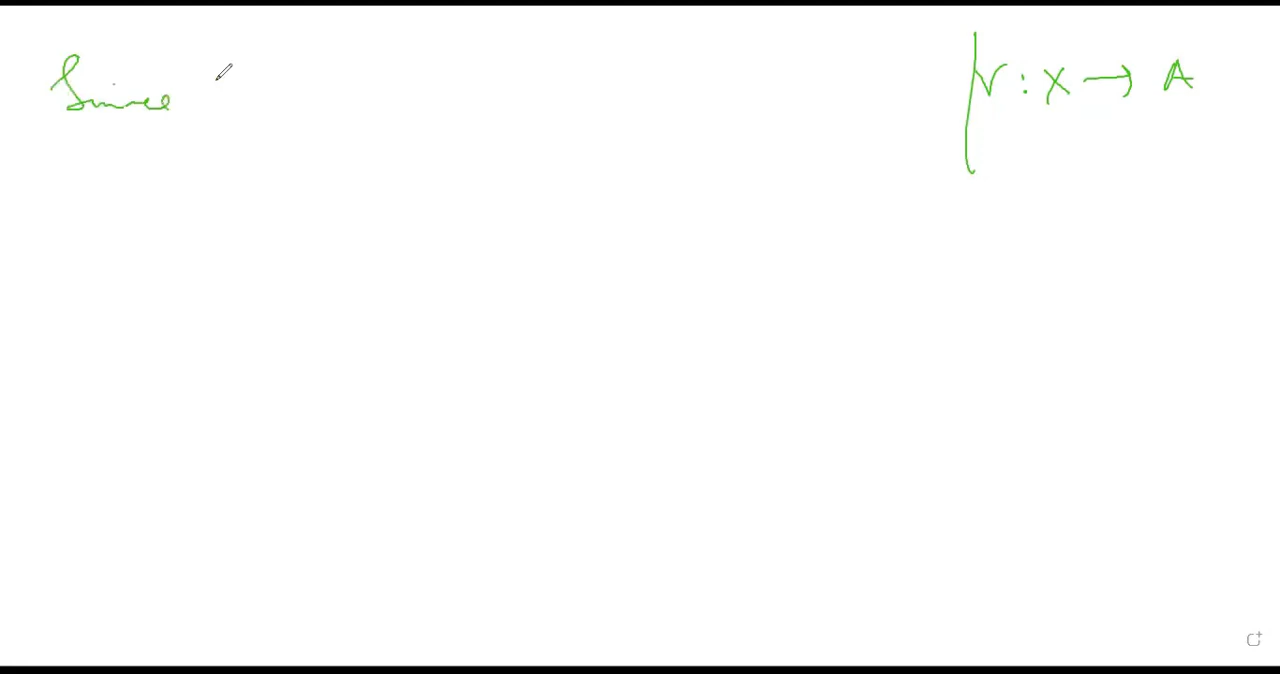 Since
r : X → A